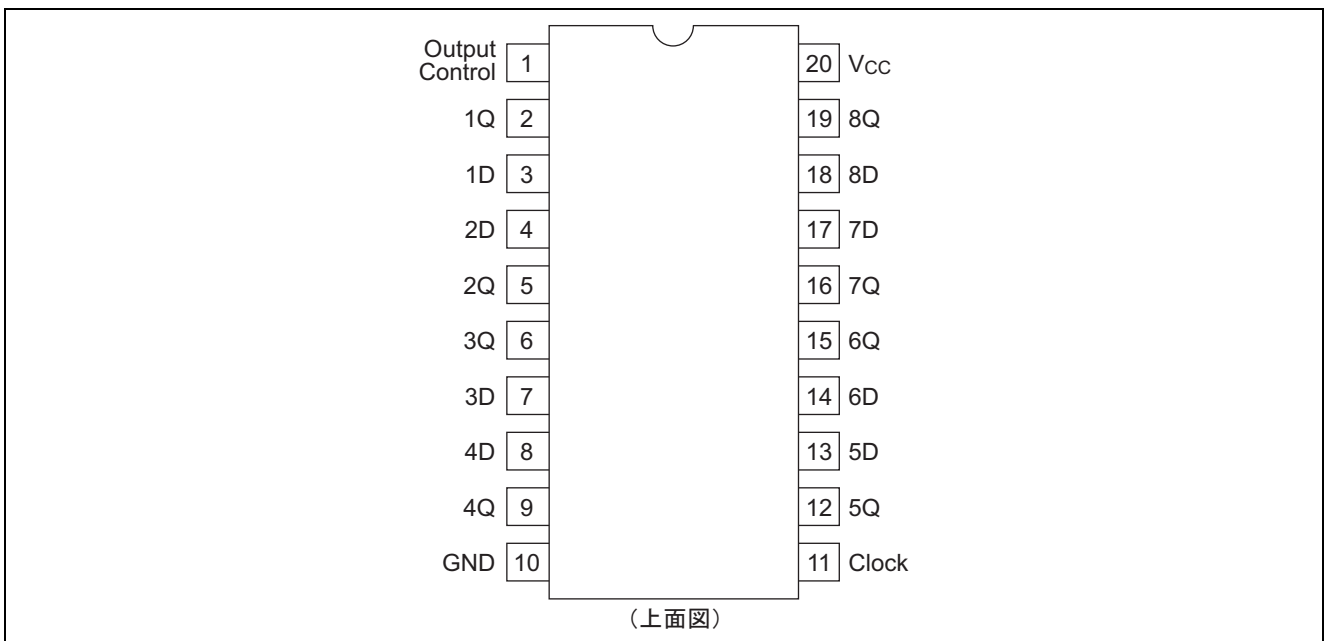 Output
Control 1
1Q 2
1D 3
2D 4
2Q 5
3Q 6
3D 7
4D 8
4Q 9
GND 10
20 VCC
19 8Q
18 8D
17 7D
16 7Q
15 6Q
14 6D
13 5D
12 5Q
11 Clock
(上面図)